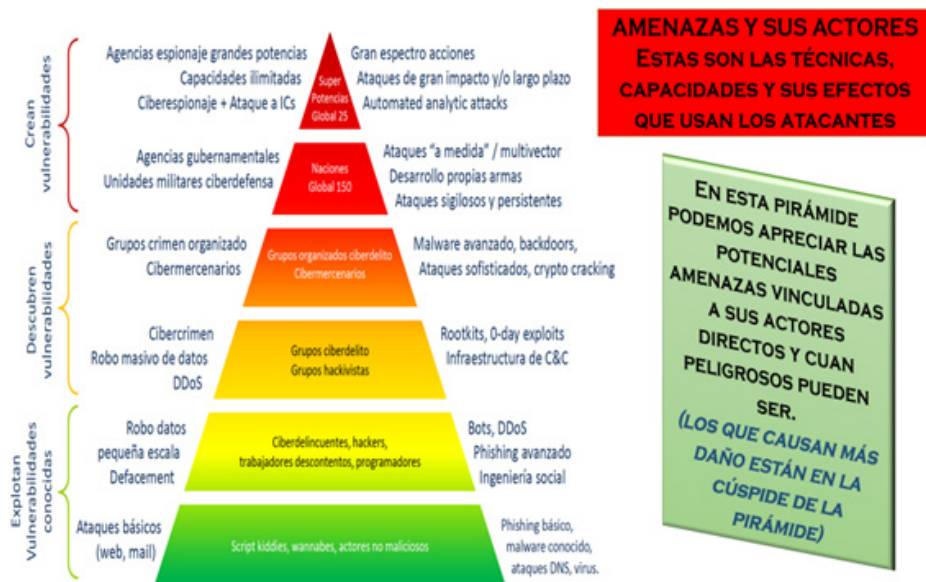 Crean
vulnerabilidades
Agencias espionaje grandes potencias
Capacidades ilimitadas
Ciberespionaje + Ataque a ICs
Super
Potencias
Global 25
Gran espectro acciones
Ataques de gran impacto y/o largo plazo
Automated analytic attacks
Agencias gubernamentales
Unidades militares ciberdefensa
Naciones
Global 150
Ataques "a medida" / multivector
Desarrollo propias armas
Ataques sigilosos y persistentes
Descubren
vulnerabilidades
Grupos crimen organizado
Cibermercenarios
Grupos organizados ciberdelito
Cibermercenarios
Malware avanzado, backdoors,
Ataques sofisticados, crypto cracking
Cibercrimen
Robo masivo de datos
DDoS
Grupos ciberdelito
Grupos hackivistas
Rootkits, 0-day exploits
Infraestructura de C&C
Explotan
Vulnerabilidades
conocidas
Robo datos
pequeña escala
Defacement
Ciberdelincuentes, hackers,
trabajadores descontentos, programadores
Bots, DDoS
Phishing avanzado
Ingeniería social
Ataques básicos
(web, mail)
Script kiddies, wannabes, actores no maliciosos
Phishing básico,
malware conocido,
ataques DNS, virus.
AMENAZAS Y SUS ACTORES
ESTAS SON LAS TÉCNICAS,
CAPACIDADES Y SUS EFECTOS
QUE USAN LOS ATACANTES
EN ESTA PIRÁMIDE
PODEMOS APRECIAR LAS
POTENCIALES
AMENAZAS VINCULADAS
A SUS ACTORES
DIRECTOS Y CUAN
PELIGROSOS PUEDEN
SER.
(LOS QUE CAUSAN MÁS
DAÑO ESTÁN EN LA
CÚSPIDE DE LA
PIRÁMIDE)